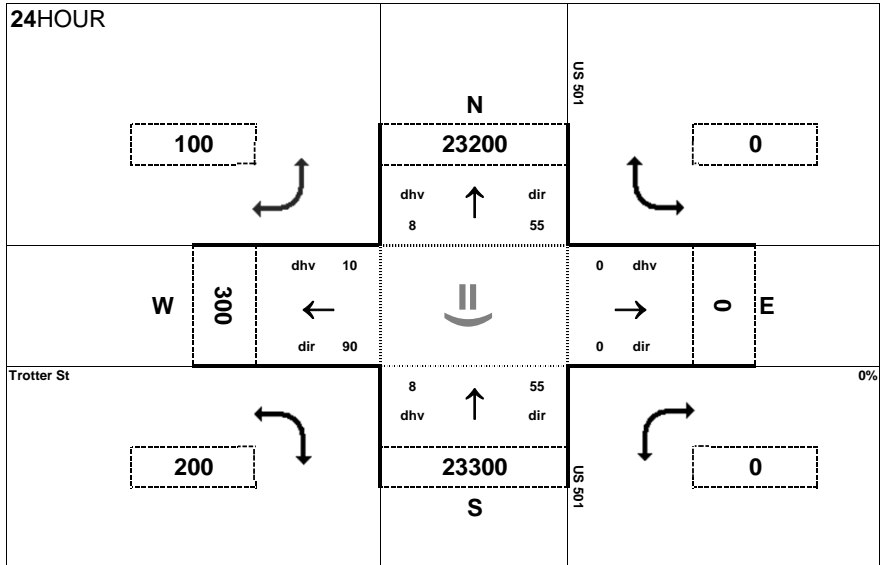 24HOUR
US 501
N
100
23200
0
dhv
dir
8
55
dhv 10
0 dhv
W
300
0
E
dir 90
0 dir
Trotter St
0%
8
55
dhv
dir
200
23300
0
US 501
S